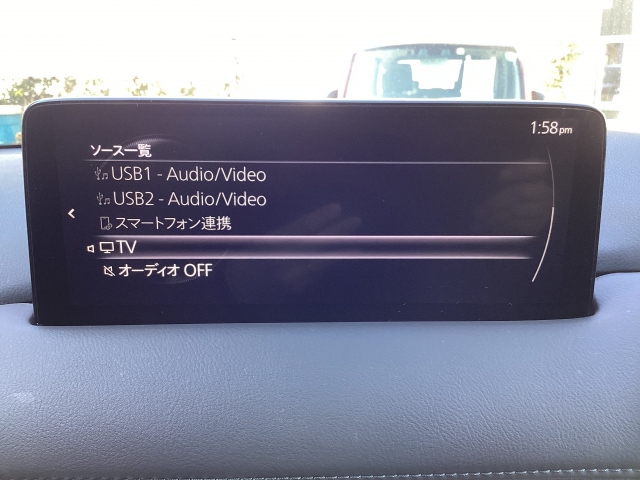 1:58pm
ソース一覧
USB1 - Audio/Video
USB2 - Audio/Video
スマートフォン連携
TV
オーディオ OFF